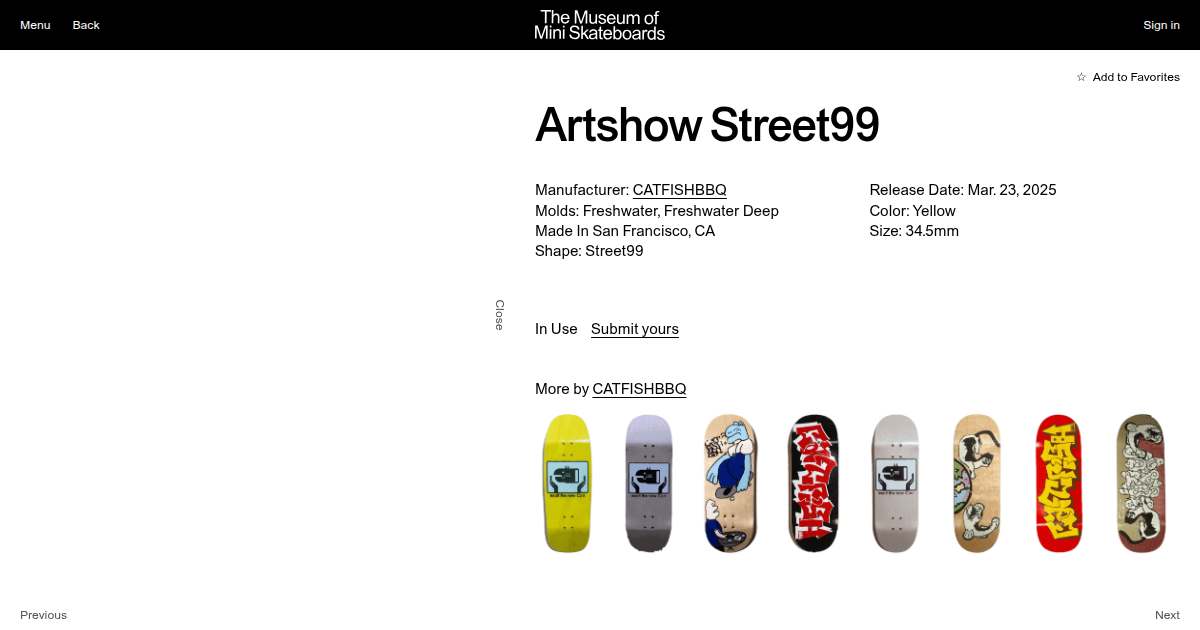 Menu
Back
The Museum of
Mini Skateboards
Sign in
☆ Add to Favorites
Artshow Street99
Manufacturer: CATFISHBBQ
Molds: Freshwater, Freshwater Deep
Made In San Francisco, CA
Shape: Street99
Release Date: Mar. 23, 2025
Color: Yellow
Size: 34.5mm
Close
In Use
Submit yours
More by CATFISHBBQ
Previous
Next